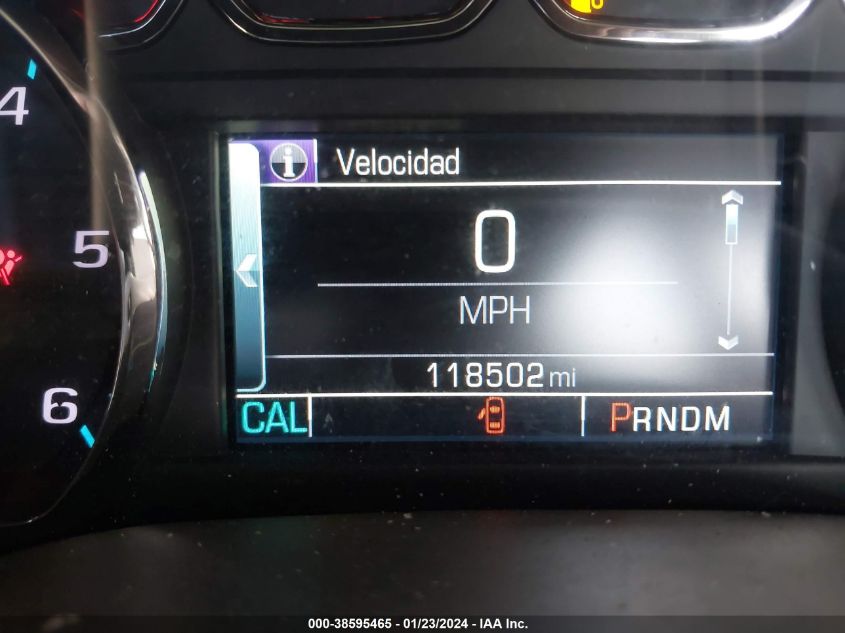 4
5
6
i Velocidad
0
MPH
118502 mi
CAL PRNDM
000-38595465 - 01/23/2024 - IAA Inc.